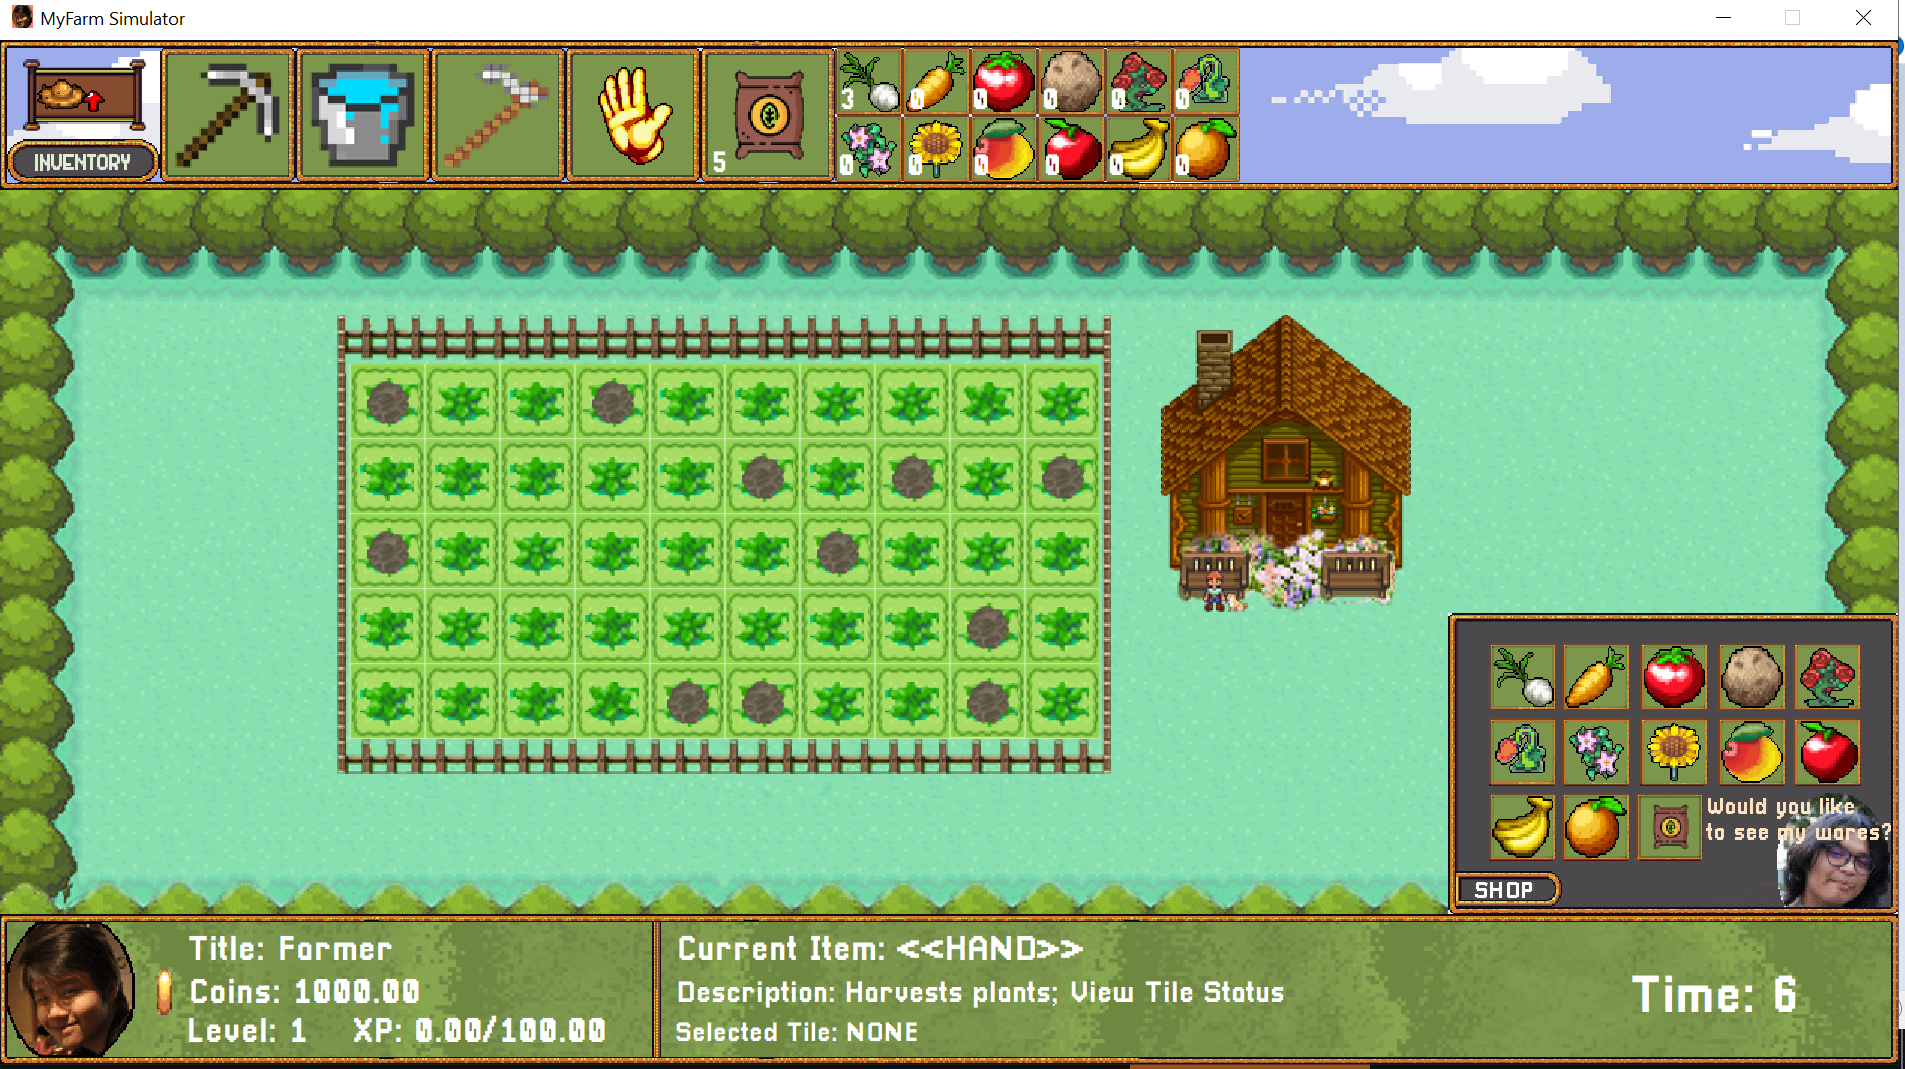 MyFarm Simulator
INVENTORY
5
3 0 0 0 0 0
0 0 0 0 0 0
Would you like
to see my wares?
SHOP
Title: Farmer
Coins: 1000.00
Level: 1 XP: 0.00/100.00
Current Item: <<HAND>>
Description: Harvests plants; View Tile Status
Selected Tile: NONE
Time: 6